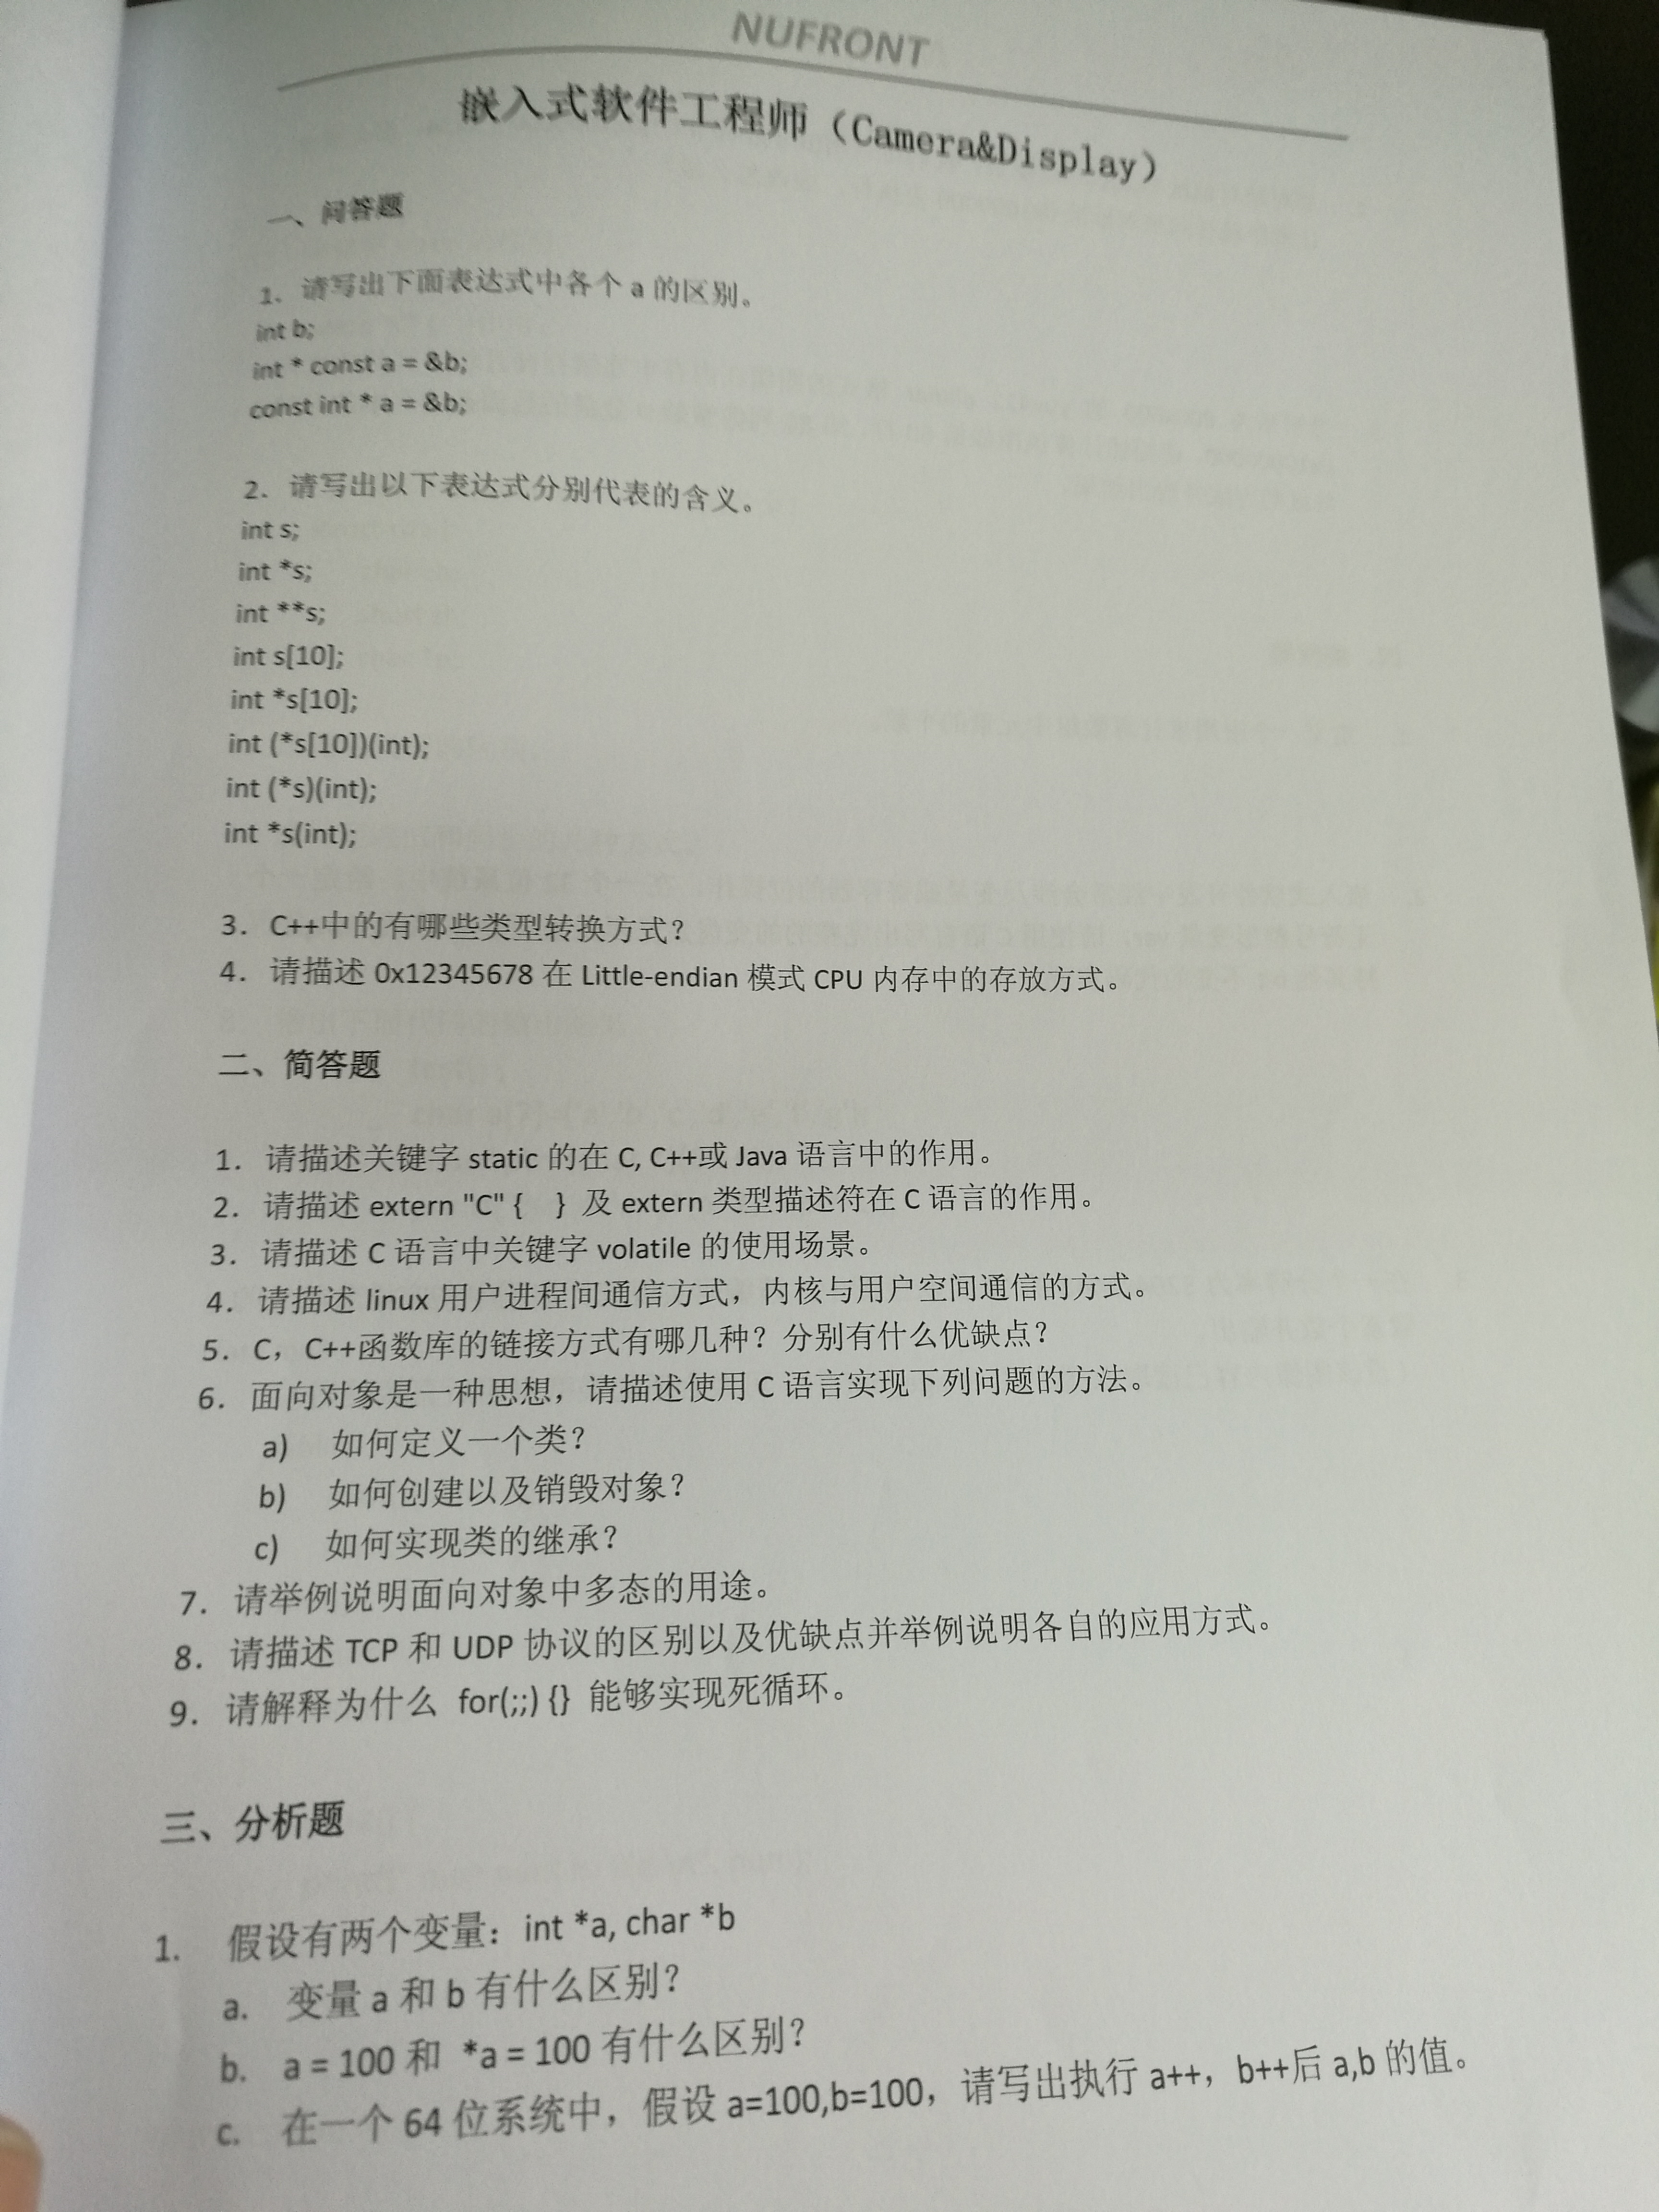 NUFRONT
嵌入式软件工程师（Camera&Display）
一、问答题
1. 请写出下面表达式中各个 a 的区别。
int b;
int * const a = &b;
const int * a = &b;
2. 请写出以下表达式分别代表的含义。
int s;
int *s;
int **s;
int s[10];
int *s[10];
int (*s[10])(int);
int (*s)(int);
int *s(int);
3. C++中的有哪些类型转换方式？
4. 请描述 0x12345678 在 Little-endian 模式 CPU 内存中的存放方式。
二、简答题
1. 请描述关键字 static 的在 C, C++或 Java 语言中的作用。
2. 请描述 extern "C" { } 及 extern 类型描述符在 C 语言的作用。
3. 请描述 C 语言中关键字 volatile 的使用场景。
4. 请描述 linux 用户进程间通信方式，内核与用户空间通信的方式。
5. C，C++函数库的链接方式有哪几种？分别有什么优缺点？
6. 面向对象是一种思想，请描述使用 C 语言实现下列问题的方法。
a) 如何定义一个类？
b) 如何创建以及销毁对象？
c) 如何实现类的继承？
7. 请举例说明面向对象中多态的用途。
8. 请描述 TCP 和 UDP 协议的区别以及优缺点并举例说明各自的应用方式。
9. 请解释为什么 for(;;) {} 能够实现死循环。
三、分析题
1. 假设有两个变量：int *a, char *b
a. 变量 a 和 b 有什么区别？
b. a = 100 和 *a = 100 有什么区别？
c. 在一个 64 位系统中，假设 a=100,b=100，请写出执行 a++，b++后 a,b 的值。